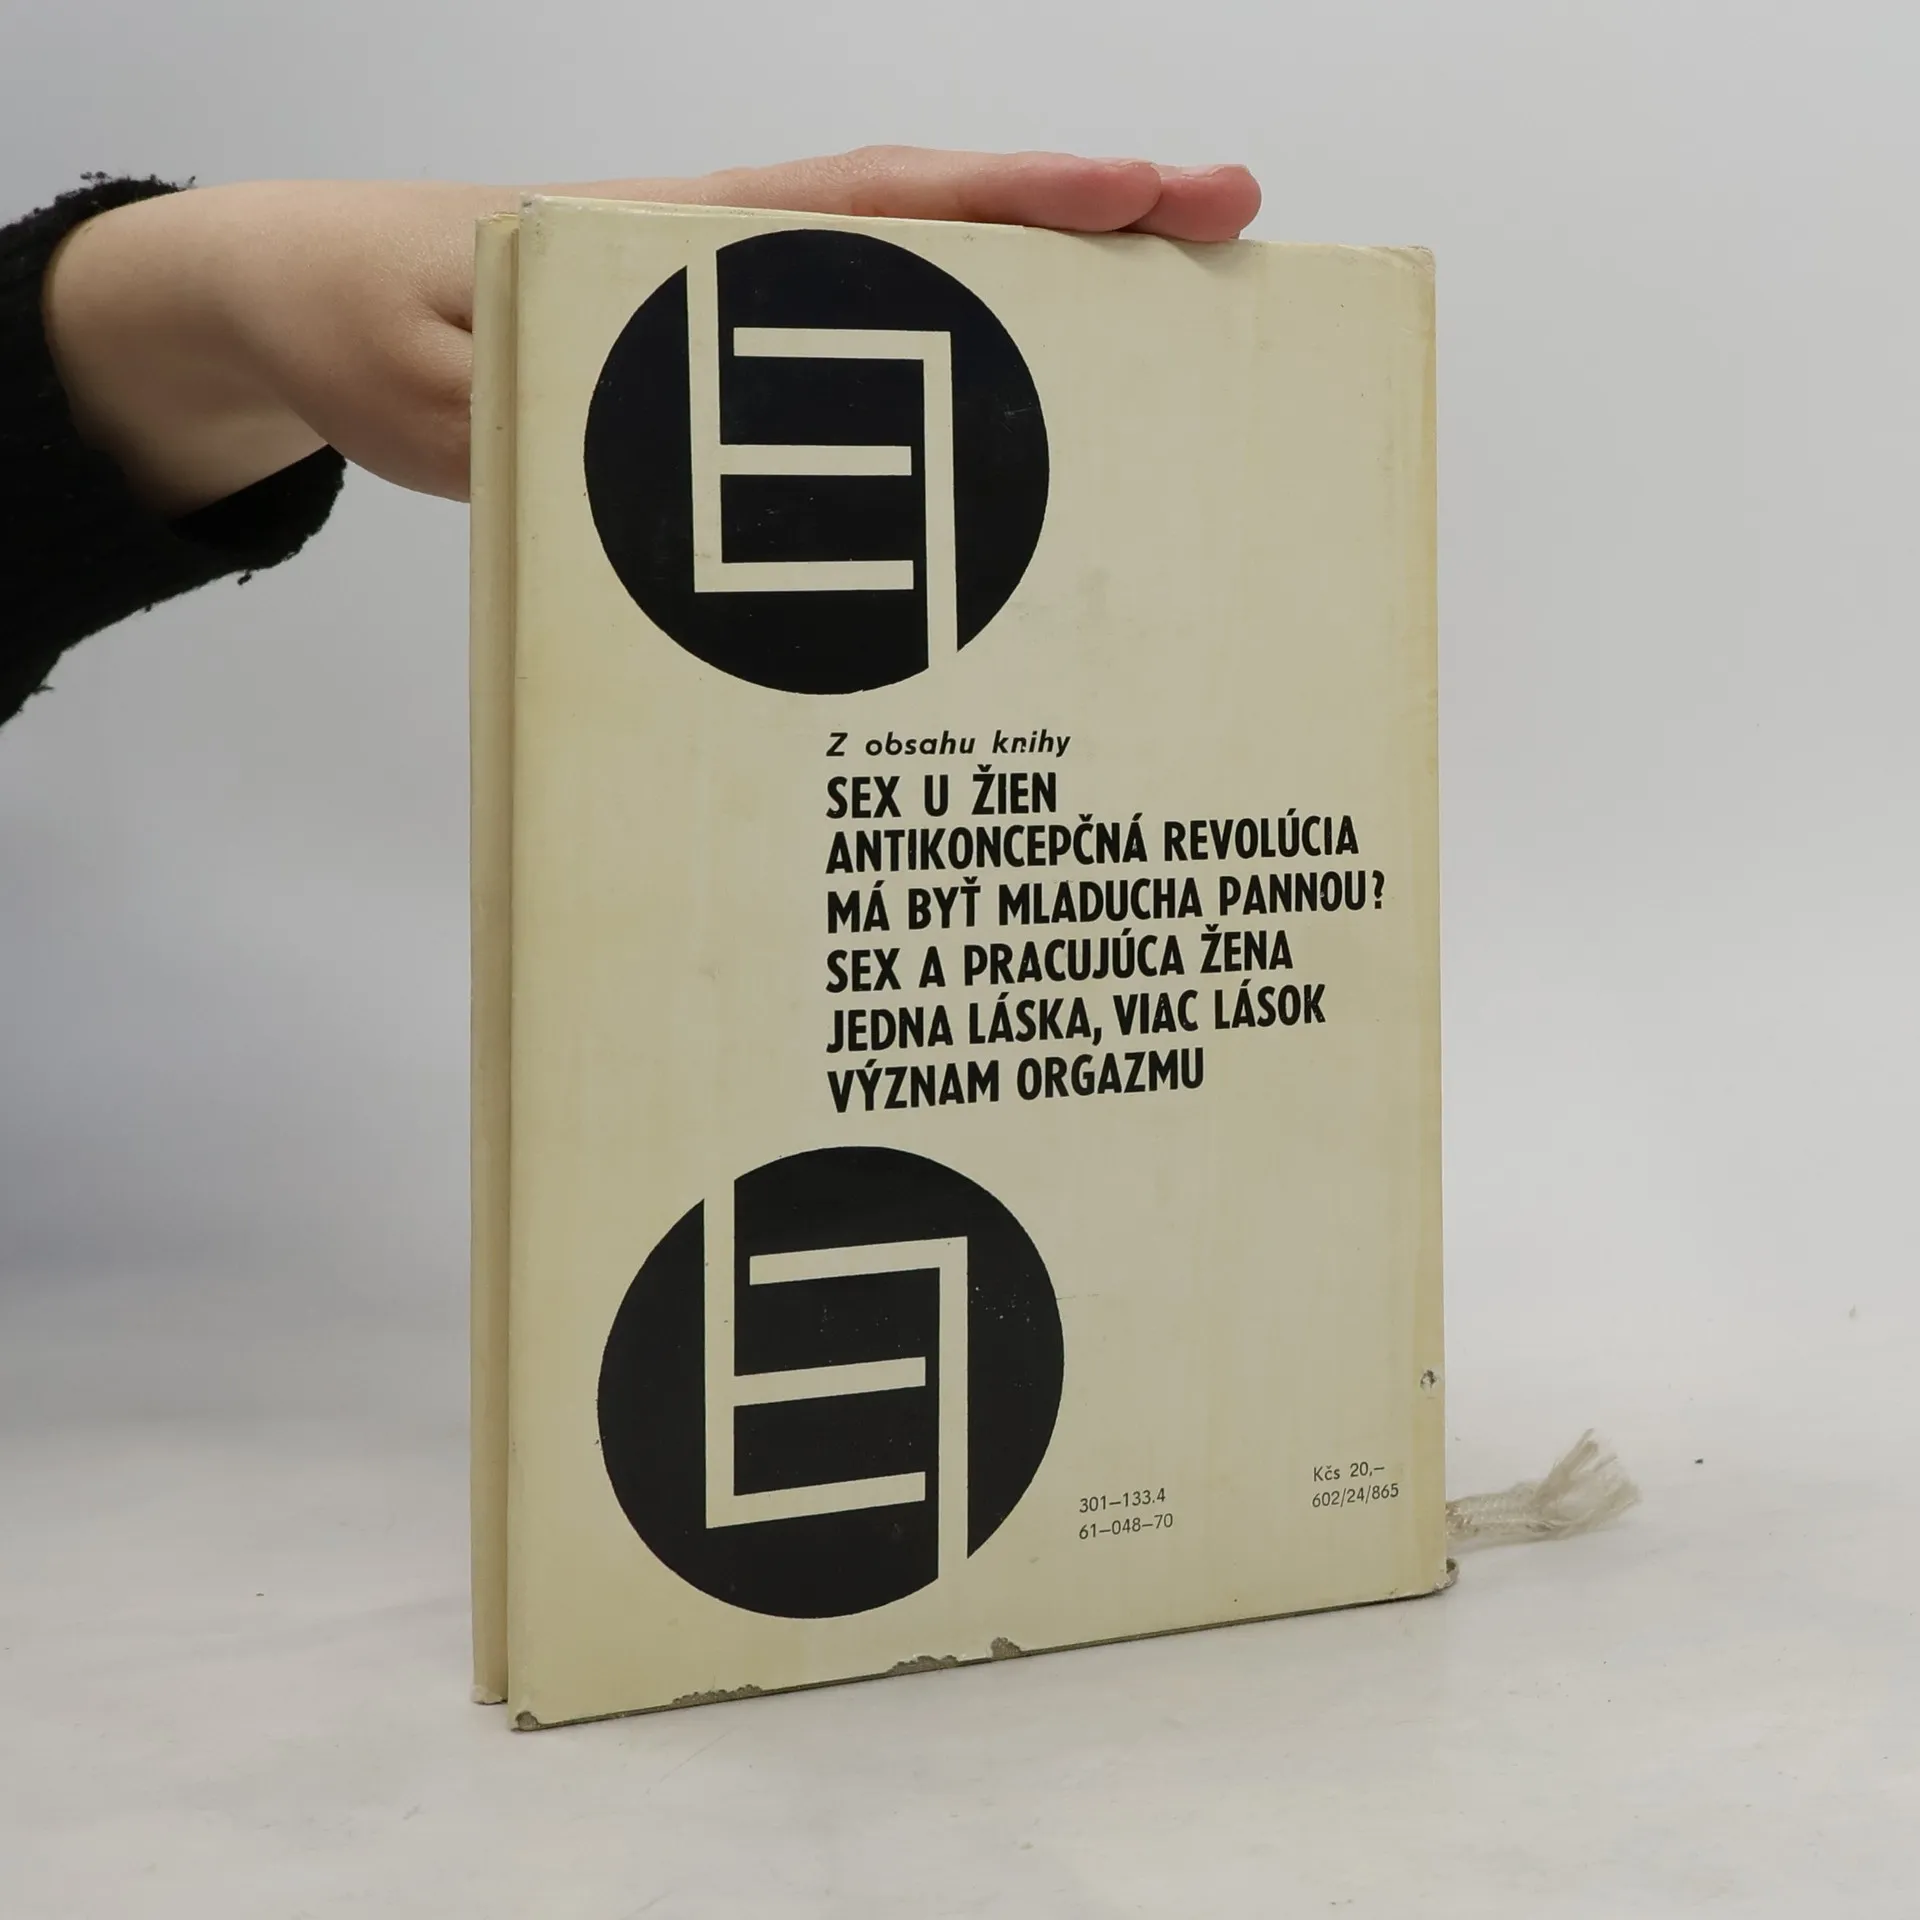 Z obsahu knihy
SEX U ŽIEN
ANTIKONCEPČNÁ REVOLÚCIA
MÁ BYŤ MLADUCHA PANNOU?
SEX A PRACUJÚCA ŽENA
JEDNA LÁSKA, VIAC LÁSOK
VÝZNAM ORGAZMU
301—133.4
61—048—70
Kčs 20,—
602/24/865